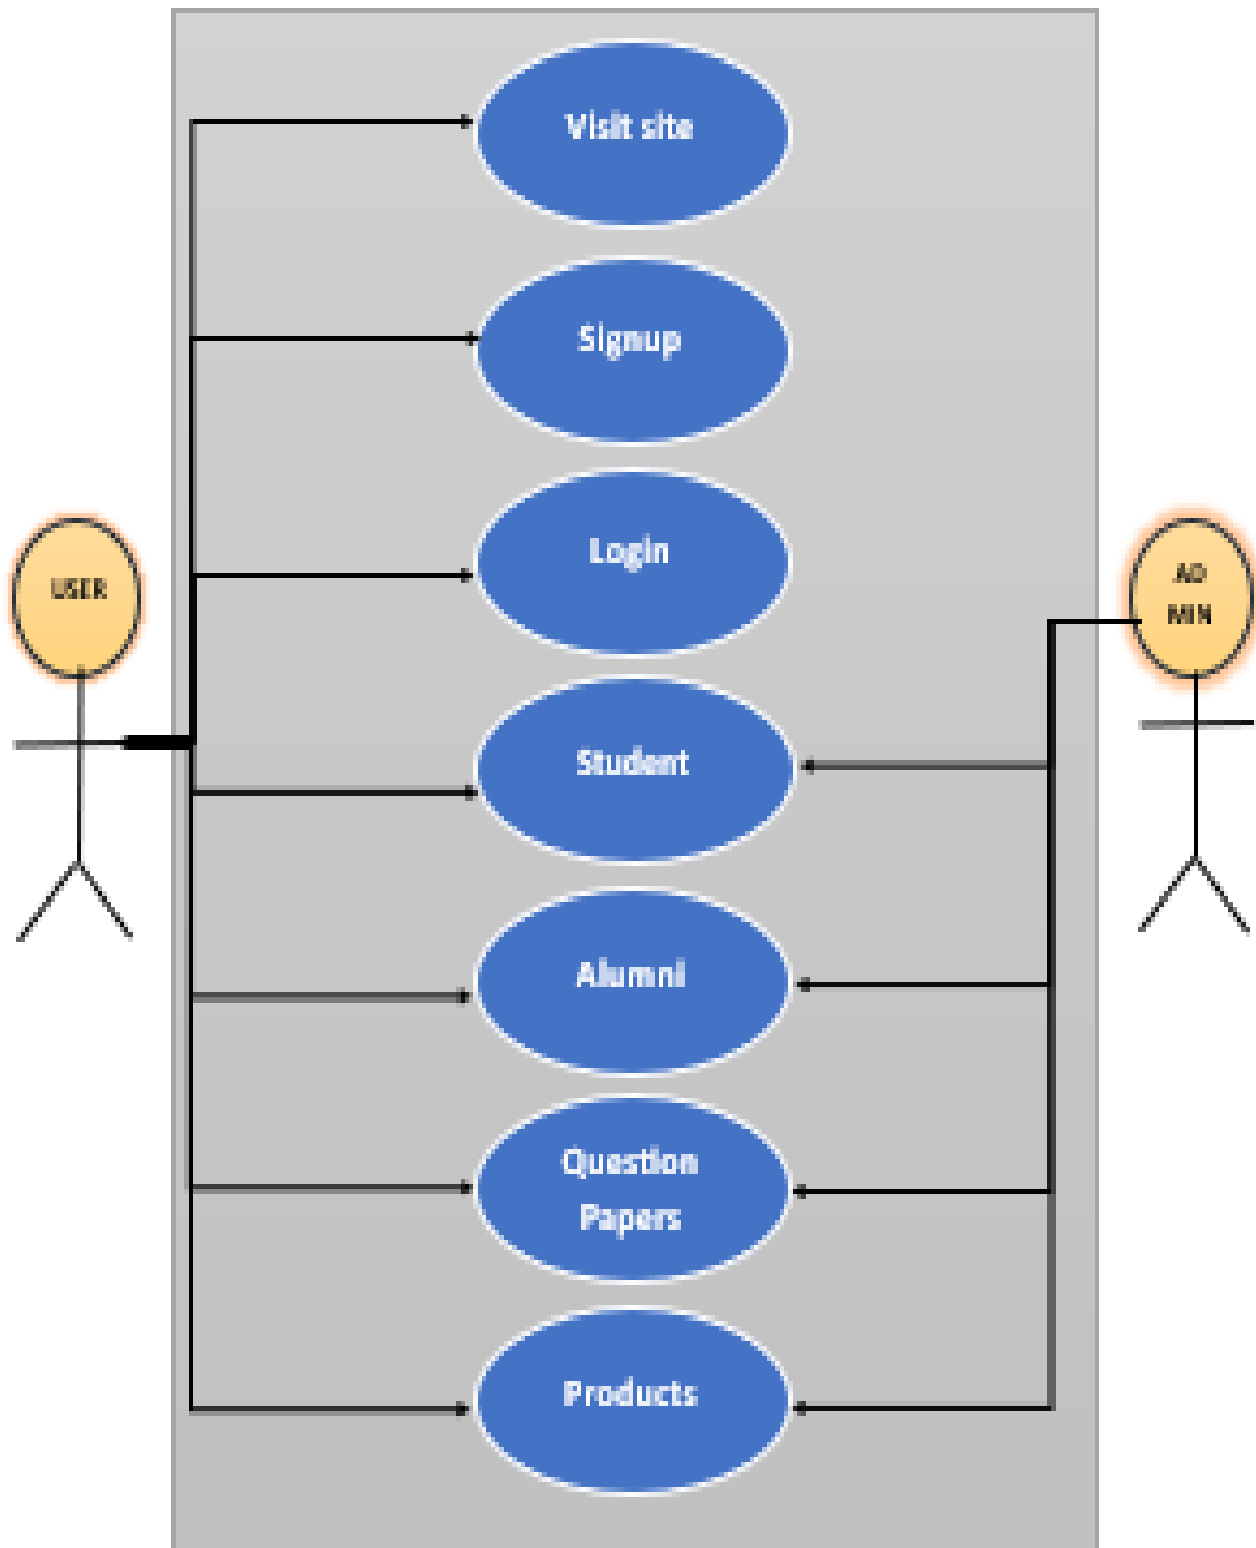 Visit site
Signup
Login
USER
AD
MIN
Student
Alumni
Question
Papers
Products